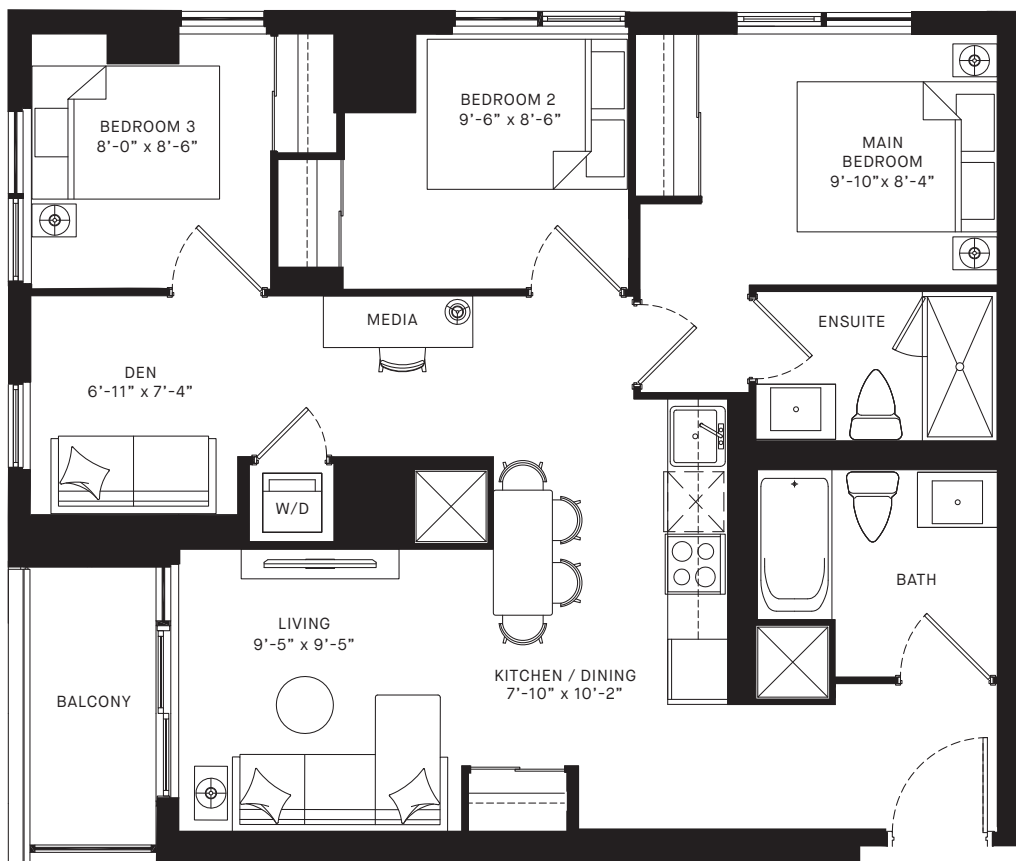 BEDROOM 3
8’-0” x 8’-6”
BEDROOM 2
9’-6” x 8’-6”
MAIN
BEDROOM
9’-10”x 8’-4”
MEDIA
ENSUITE
DEN
6’-11” x 7’-4”
W/D
BATH
LIVING
9’-5” x 9’-5”
KITCHEN / DINING
7’-10” x 10’-2”
BALCONY